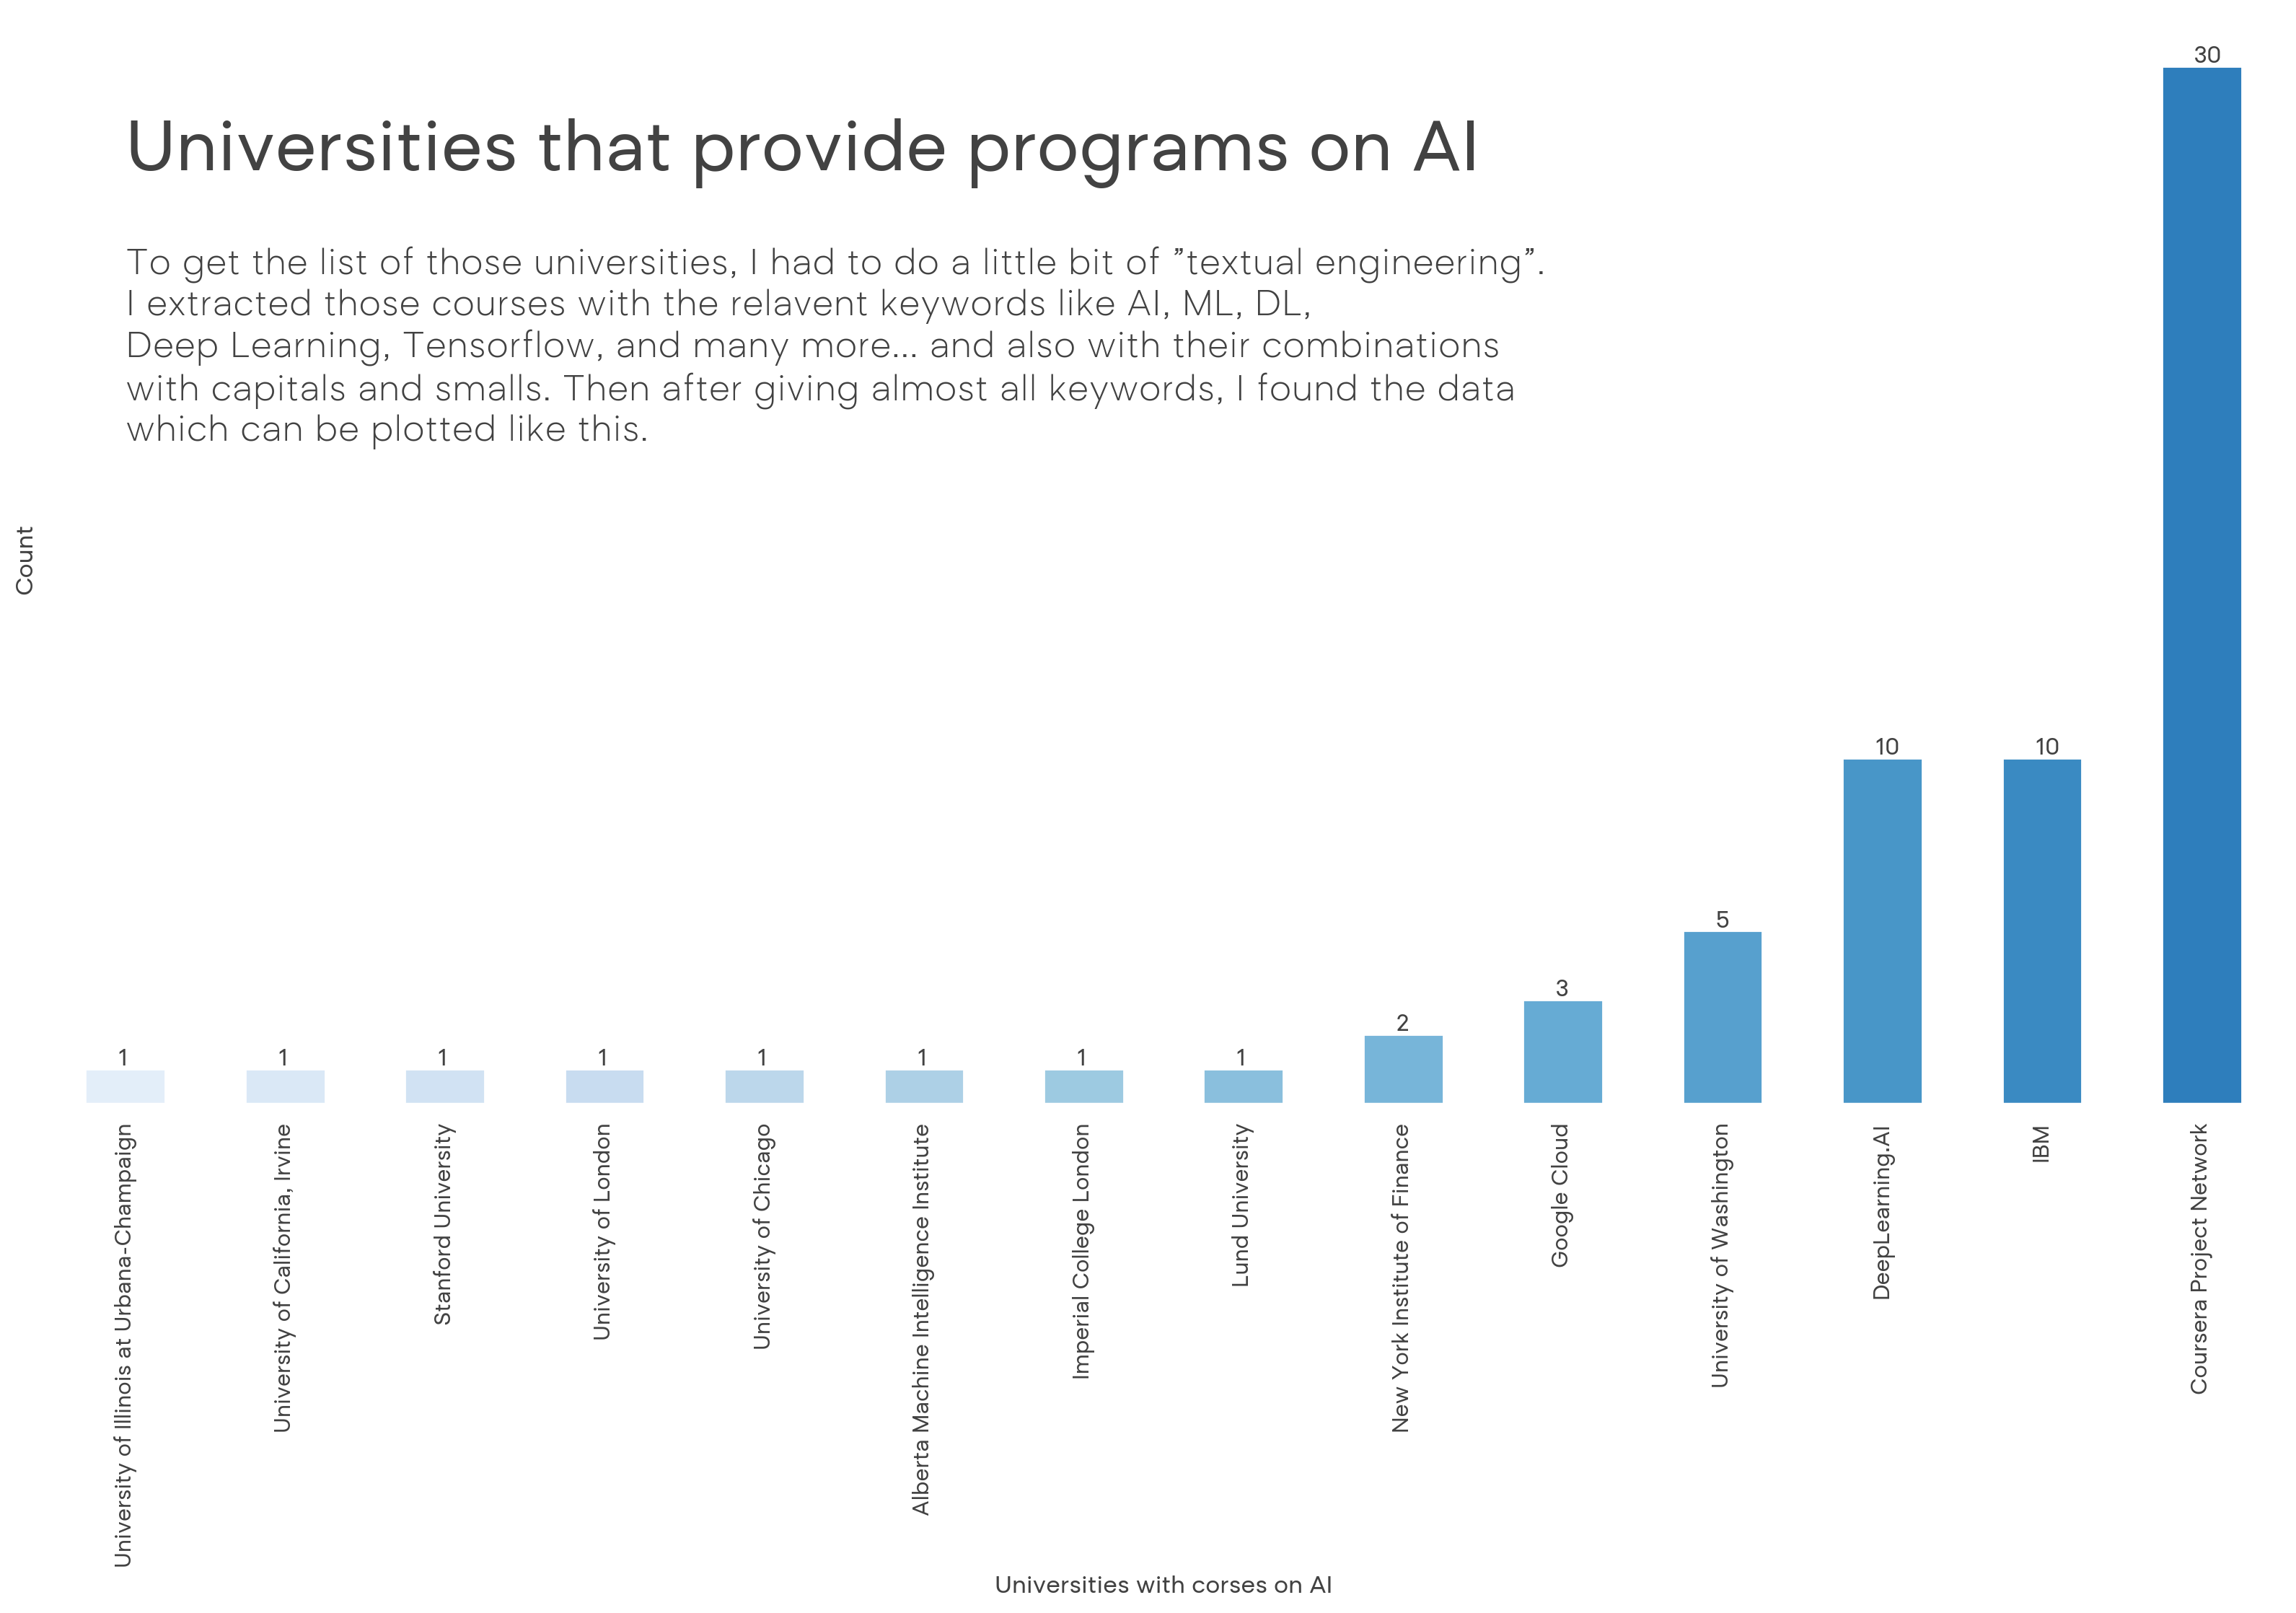 30
Universities that provide programs on AI
To get the list of those universities, I had to do a little bit of ”textual engineering”.
I extracted those courses with the relavent keywords like AI, ML, DL,
Deep Learning, Tensorflow, and many more... and also with their combinations
with capitals and smalls. Then after giving almost all keywords, I found the data
which can be plotted like this.
Count
10
10
5
3
2
1
1
1
1
1
1
1
1
University of Illinois at Urbana-Champaign
University of California, Irvine
Stanford University
University of London
University of Chicago
Alberta Machine Intelligence Institute
Imperial College London
Lund University
New York Institute of Finance
Google Cloud
University of Washington
DeepLearning.AI
IBM
Coursera Project Network
Universities with corses on AI